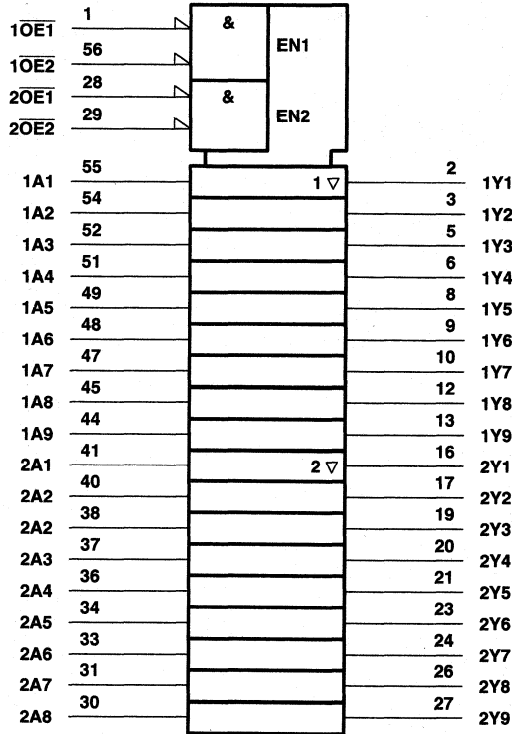 1OE1 1 & EN1
1OE2 56
2OE1 28 & EN2
2OE2 29
1A1 55 1 ▽ 2 1Y1
1A2 54 3 1Y2
1A3 52 5 1Y3
1A4 51 6 1Y4
1A5 49 8 1Y5
1A6 48 9 1Y6
1A7 47 10 1Y7
1A8 45 12 1Y8
1A9 44 13 1Y9
2A1 41 2 ▽ 16 2Y1
2A2 40 17 2Y2
2A2 38 19 2Y3
2A3 37 20 2Y4
2A4 36 21 2Y5
2A5 34 23 2Y6
2A6 33 24 2Y7
2A7 31 26 2Y8
2A8 30 27 2Y9